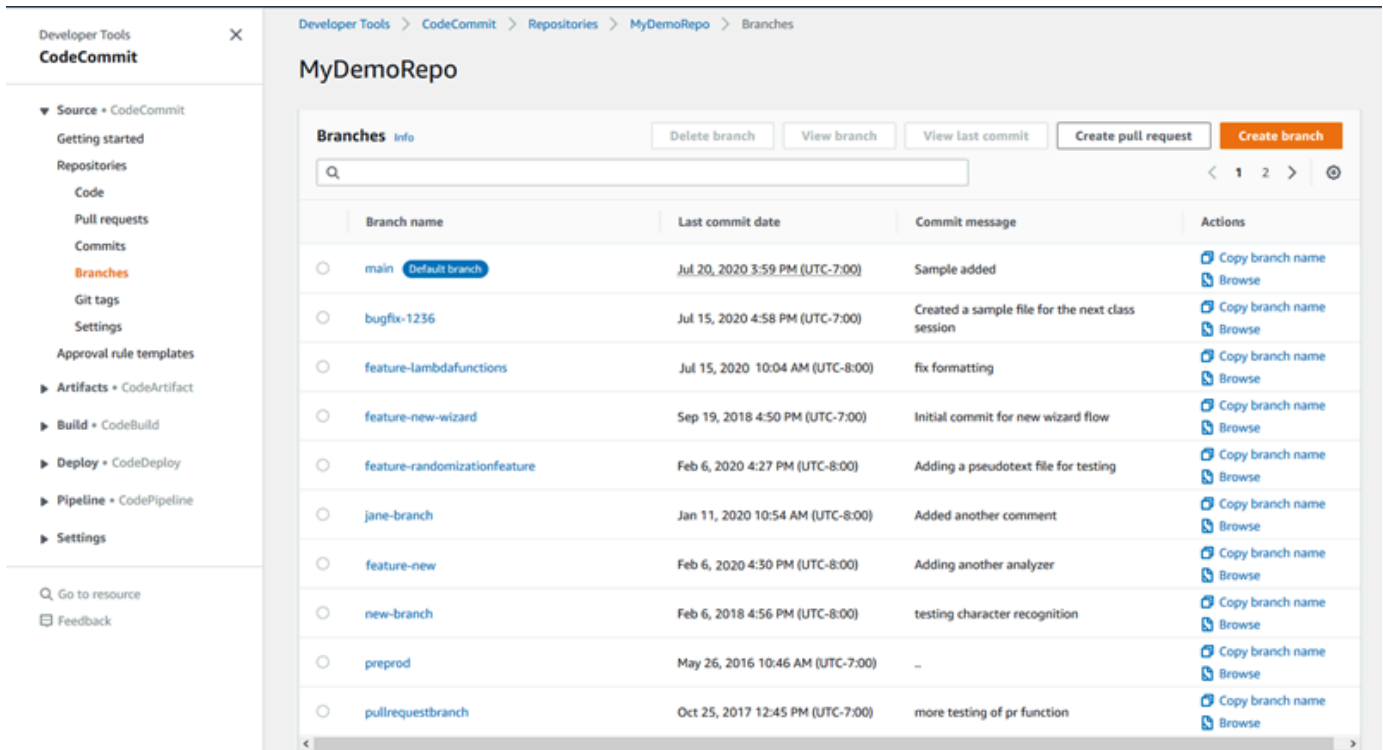 Developer Tools
CodeCommit
Source • CodeCommit
Getting started
Repositories
Code
Pull requests
Commits
Branches
Git tags
Settings
Approval rule templates
Artifacts • CodeArtifact
Build • CodeBuild
Deploy • CodeDeploy
Pipeline • CodePipeline
Settings
Go to resource
Feedback
Developer Tools > CodeCommit > Repositories > MyDemoRepo > Branches
MyDemoRepo
Branches Info Delete branch View branch View last commit Create pull request Create branch
< 1 2 >
Branch name Last commit date Commit message Actions
main Default branch Jul 20, 2020 3:59 PM (UTC-7:00) Sample added Copy branch name
Browse
bugfix-1236 Jul 15, 2020 4:58 PM (UTC-7:00) Created a sample file for the next class Copy branch name
session Browse
feature-lambdafunctions Jul 15, 2020 10:04 AM (UTC-8:00) fix formatting Copy branch name
Browse
feature-new-wizard Sep 19, 2018 4:50 PM (UTC-7:00) Initial commit for new wizard flow Copy branch name
Browse
feature-randomizationfeature Feb 6, 2020 4:27 PM (UTC-8:00) Adding a pseudotext file for testing Copy branch name
Browse
jane-branch Jan 11, 2020 10:54 AM (UTC-8:00) Added another comment Copy branch name
Browse
feature-new Feb 6, 2020 4:30 PM (UTC-8:00) Adding another analyzer Copy branch name
Browse
new-branch Feb 6, 2018 4:56 PM (UTC-8:00) testing character recognition Copy branch name
Browse
preprod May 26, 2016 10:46 AM (UTC-7:00) .. Copy branch name
Browse
pullrequestbranch Oct 25, 2017 12:45 PM (UTC-7:00) more testing of pr function Copy branch name
Browse